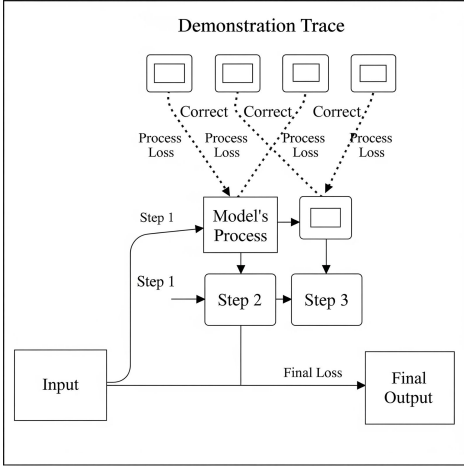 Demonstration Trace
Correct Correct Correct
Process Loss
Process Loss
Process Loss
Process Loss
Step 1
Model's
Process
Step 1
Step 2
Step 3
Input
Final Loss
Final
Output